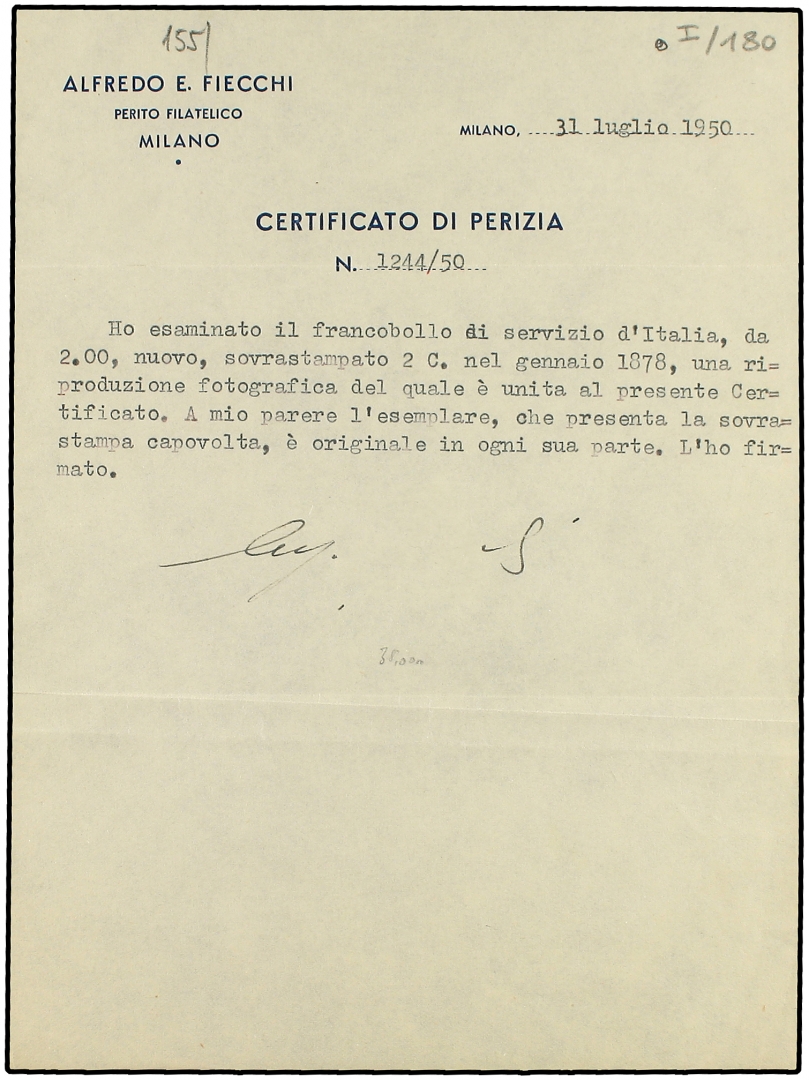 155
I/180
ALFREDO E. FIECCHI
PERITO FILATELICO
MILANO
MILANO, 31 luglio 1950
CERTIFICATO DI PERIZIA
N. 1244/50
Ho esaminato il francobollo di servizio d'Italia, da
2.00, nuovo, sovrastampato 2 C. nel gennaio 1878, una ri=
produzione fotografica del quale è unita al presente Cer=
tificato. A mio parere l'esemplare, che presenta la sovra=
stampa capovolta, è originale in ogni sua parte. L'ho fir=
mato.